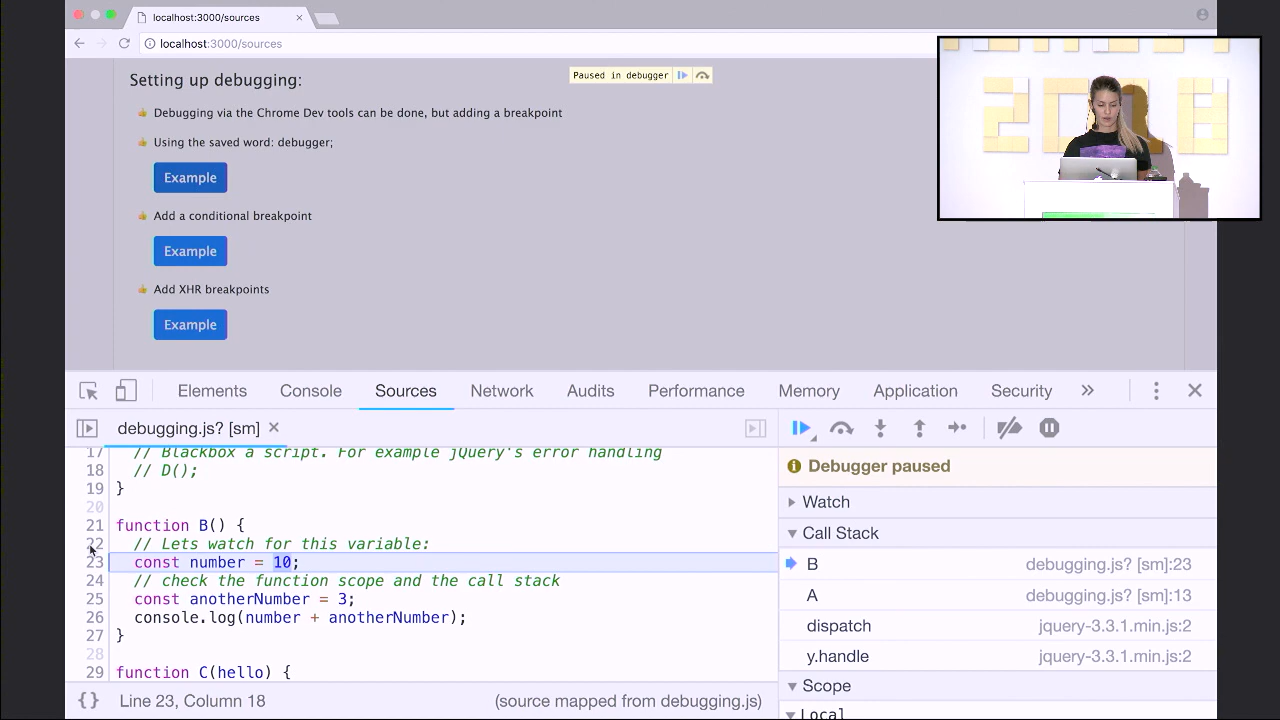 localhost:3000/sources
localhost:3000/sources
Setting up debugging:
Paused in debugger
Debugging via the Chrome Dev tools can be done, but adding a breakpoint
Using the saved word: debugger;
Example
Add a conditional breakpoint
Example
Add XHR breakpoints
Example
2018
Elements Console Sources Network Audits Performance Memory Application Security
debugging.js? [sm]
17 // Blackbox a script. For example jQuery's error handling
18 // D();
19 }
20
21 function B() {
22 // Lets watch for this variable:
23 const number = 10;
24 // check the function scope and the call stack
25 const anotherNumber = 3;
26 console.log(number + anotherNumber);
27 }
28
29 function C(hello) {
{ } Line 23, Column 18 (source mapped from debugging.js)
Debugger paused
Watch
Call Stack
B debugging.js? [sm]:23
A debugging.js? [sm]:13
dispatch jquery-3.3.1.min.js:2
y.handle jquery-3.3.1.min.js:2
Scope
Local